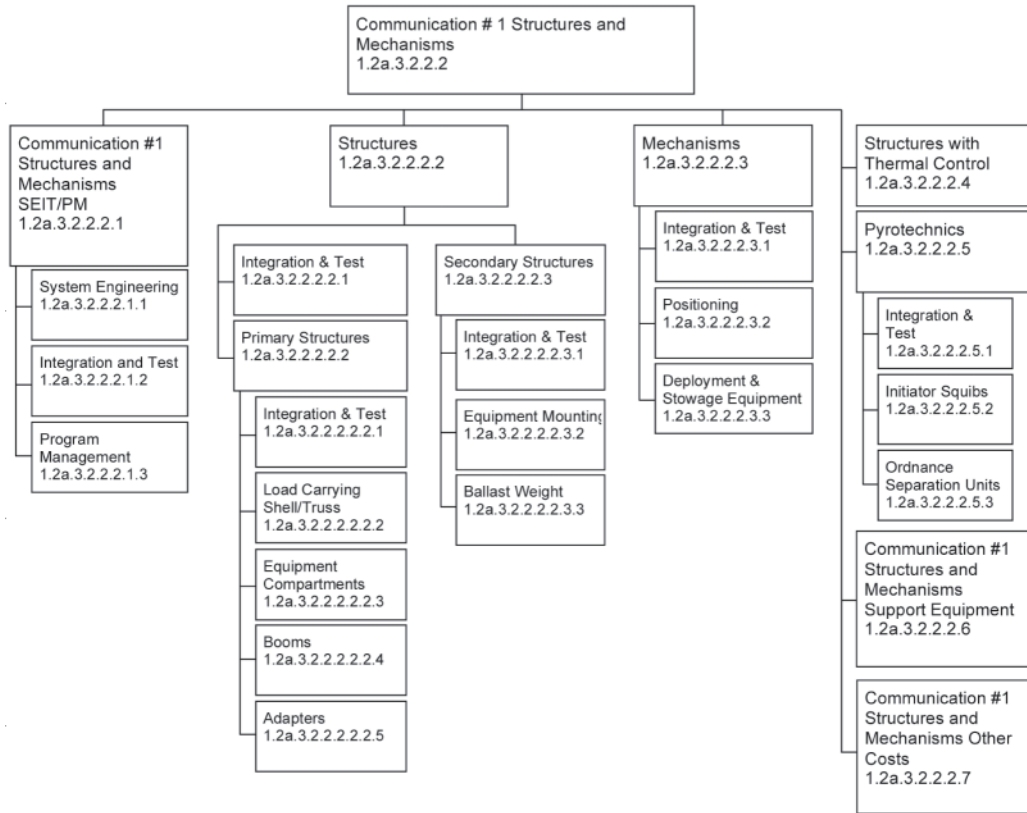 Communication # 1 Structures and
Mechanisms
1.2a.3.2.2.2
Communication #1
Structures and
Mechanisms
SEIT/PM
1.2a.3.2.2.2.1
System Engineering
1.2a.3.2.2.2.1.1
Integration and Test
1.2a.3.2.2.2.1.2
Program
Management
1.2a.3.2.2.2.1.3
Structures
1.2a.3.2.2.2.2
Integration & Test
1.2a.3.2.2.2.2.1
Primary Structures
1.2a.3.2.2.2.2.2
Integration & Test
1.2a.3.2.2.2.2.2.1
Load Carrying
Shell/Truss
1.2a.3.2.2.2.2.2.2
Equipment
Compartments
1.2a.3.2.2.2.2.2.3
Booms
1.2a.3.2.2.2.2.2.4
Adapters
1.2a.3.2.2.2.2.2.5
Secondary Structures
1.2a.3.2.2.2.2.3
Integration & Test
1.2a.3.2.2.2.2.3.1
Equipment Mounting
1.2a.3.2.2.2.2.3.2
Ballast Weight
1.2a.3.2.2.2.2.3.3
Mechanisms
1.2a.3.2.2.2.3
Integration & Test
1.2a.3.2.2.2.3.1
Positioning
1.2a.3.2.2.2.3.2
Deployment &
Stowage Equipment
1.2a.3.2.2.2.3.3
Structures with
Thermal Control
1.2a.3.2.2.2.4
Pyrotechnics
1.2a.3.2.2.2.5
Integration &
Test
1.2a.3.2.2.2.5.1
Initiator Squibs
1.2a.3.2.2.2.5.2
Ordnance
Separation Units
1.2a.3.2.2.2.5.3
Communication #1
Structures and
Mechanisms
Support Equipment
1.2a.3.2.2.2.6
Communication #1
Structures and
Mechanisms Other
Costs
1.2a.3.2.2.2.7